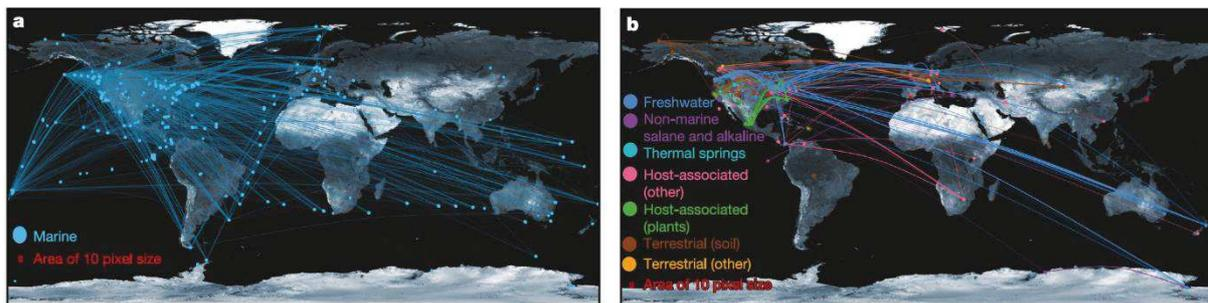 a
Marine
Area of 10 pixel size
b
Freshwater
Non-marine
salane and alkaline
Thermal springs
Host-associated
(other)
Host-associated
(plants)
Terrestrial (soil)
Terrestrial (other)
Area of 10 pixel size